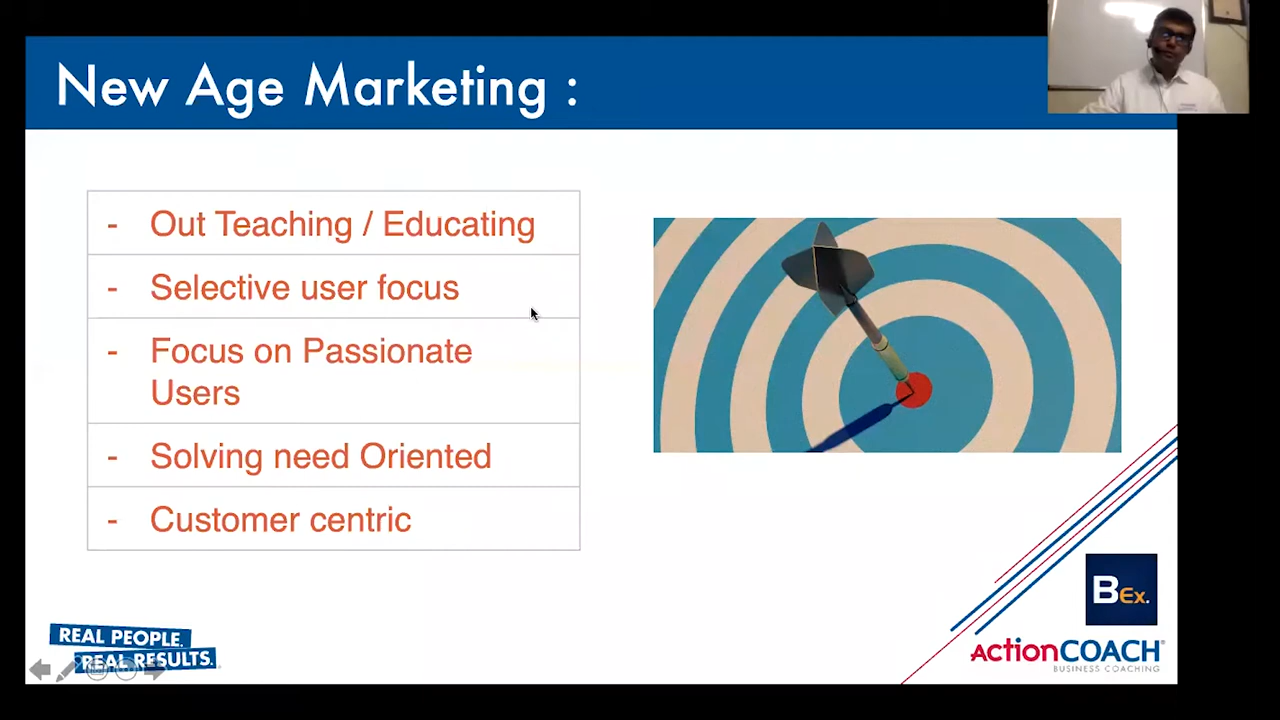 New Age Marketing :
- Out Teaching / Educating
- Selective user focus
- Focus on Passionate
Users
- Solving need Oriented
- Customer centric
BEx.
REAL PEOPLE.
REAL RESULTS.
ActionCOACH®
BUSINESS COACHING